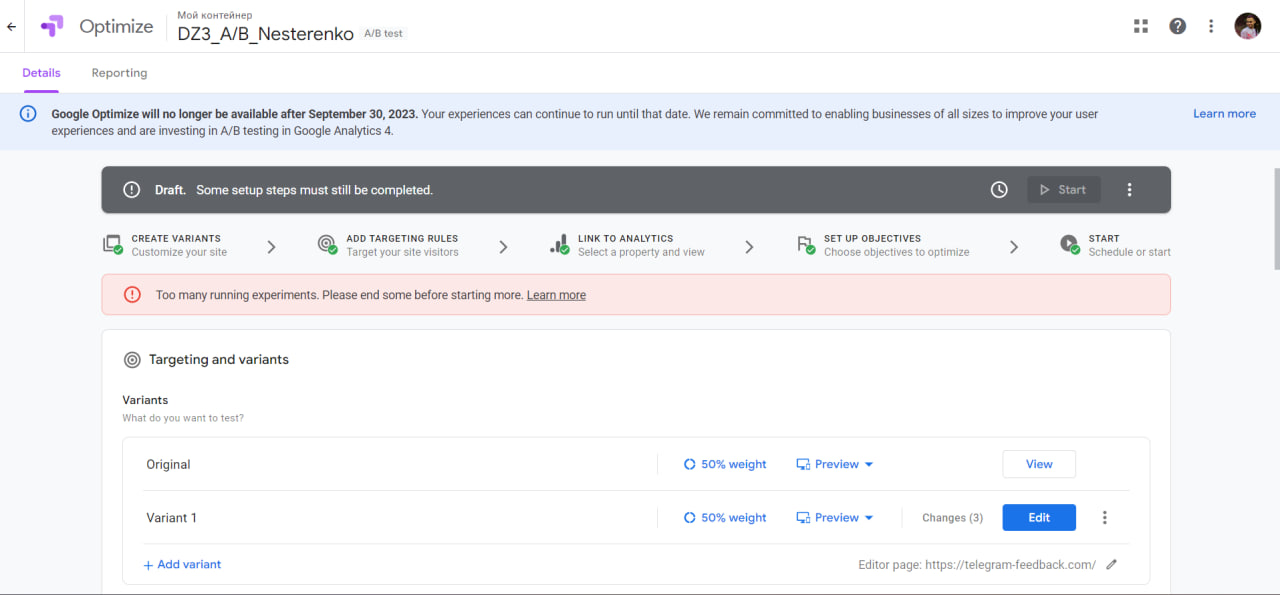 Optimize
Мой контейнер
DZ3_A/B_Nesterenko A/B test
Details Reporting
Google Optimize will no longer be available after September 30, 2023. Your experiences can continue to run until that date. We remain committed to enabling businesses of all sizes to improve your user
experiences and are investing in A/B testing in Google Analytics 4.
Learn more
Draft. Some setup steps must still be completed.
Start
CREATE VARIANTS
Customize your site
ADD TARGETING RULES
Target your site visitors
LINK TO ANALYTICS
Select a property and view
SET UP OBJECTIVES
Choose objectives to optimize
START
Schedule or start
Too many running experiments. Please end some before starting more. Learn more
Targeting and variants
Variants
What do you want to test?
Original 50% weight Preview View
Variant 1 50% weight Preview Changes (3) Edit
+ Add variant Editor page: https://telegram-feedback.com/